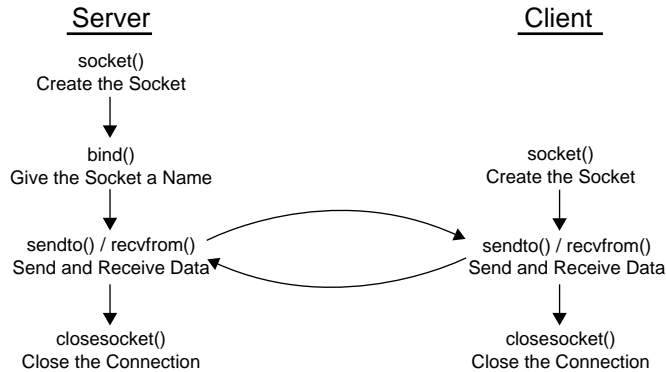 Server
socket()
Create the Socket
bind()
Give the Socket a Name
sendto() / recvfrom()
Send and Receive Data
closesocket()
Close the Connection
Client
socket()
Create the Socket
sendto() / recvfrom()
Send and Receive Data
closesocket()
Close the Connection